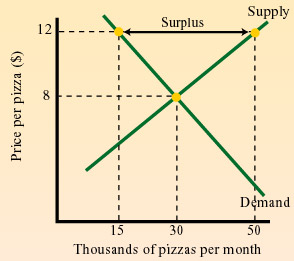 Supply
Surplus
12
8
Price per pizza ($)
Demand
15 30 50
Thousands of pizzas per month